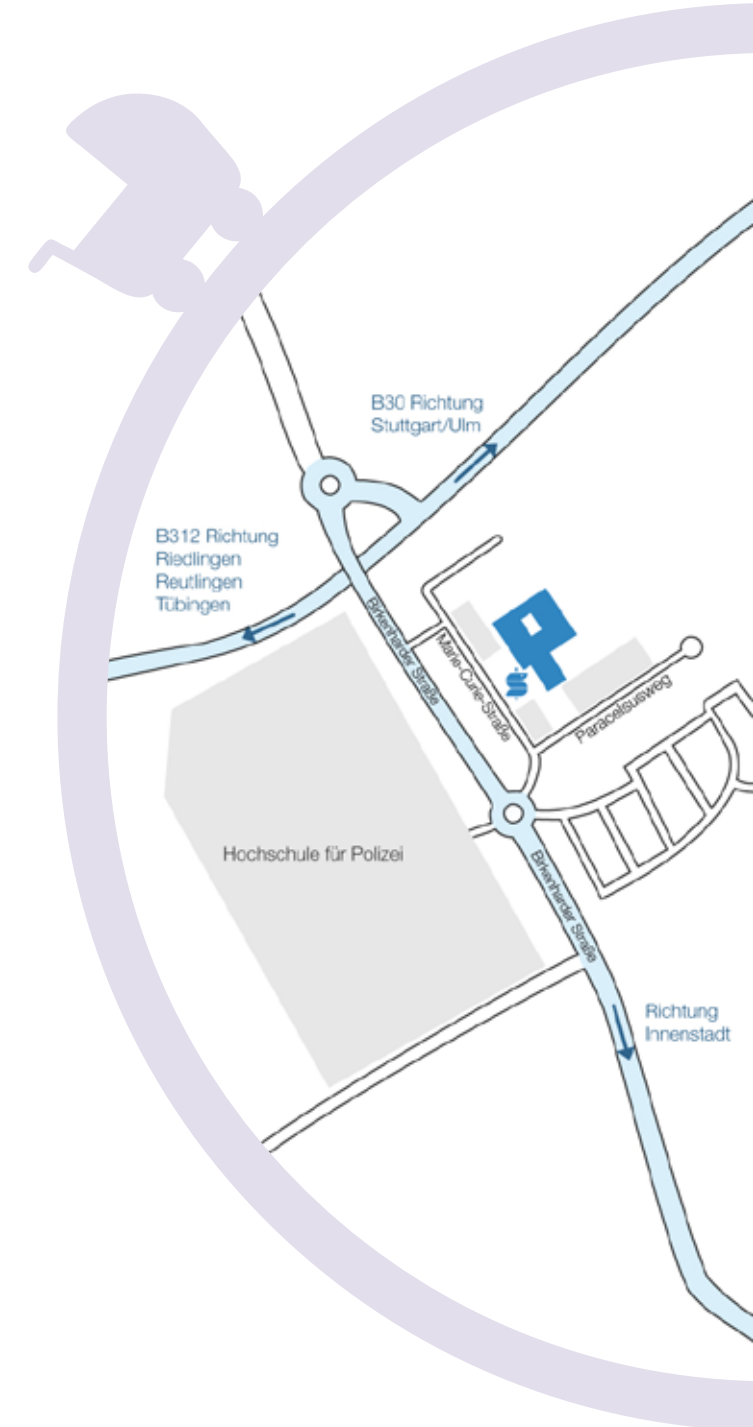 B30 Richtung
Stuttgart/Ulm
B312 Richtung
Riedlingen
Reutlingen
Tübingen
Birkenharder Straße
Marie-Curie-Straße
Paracelsusweg
Hochschule für Polizei
Birkenharder Straße
Richtung
Innenstadt